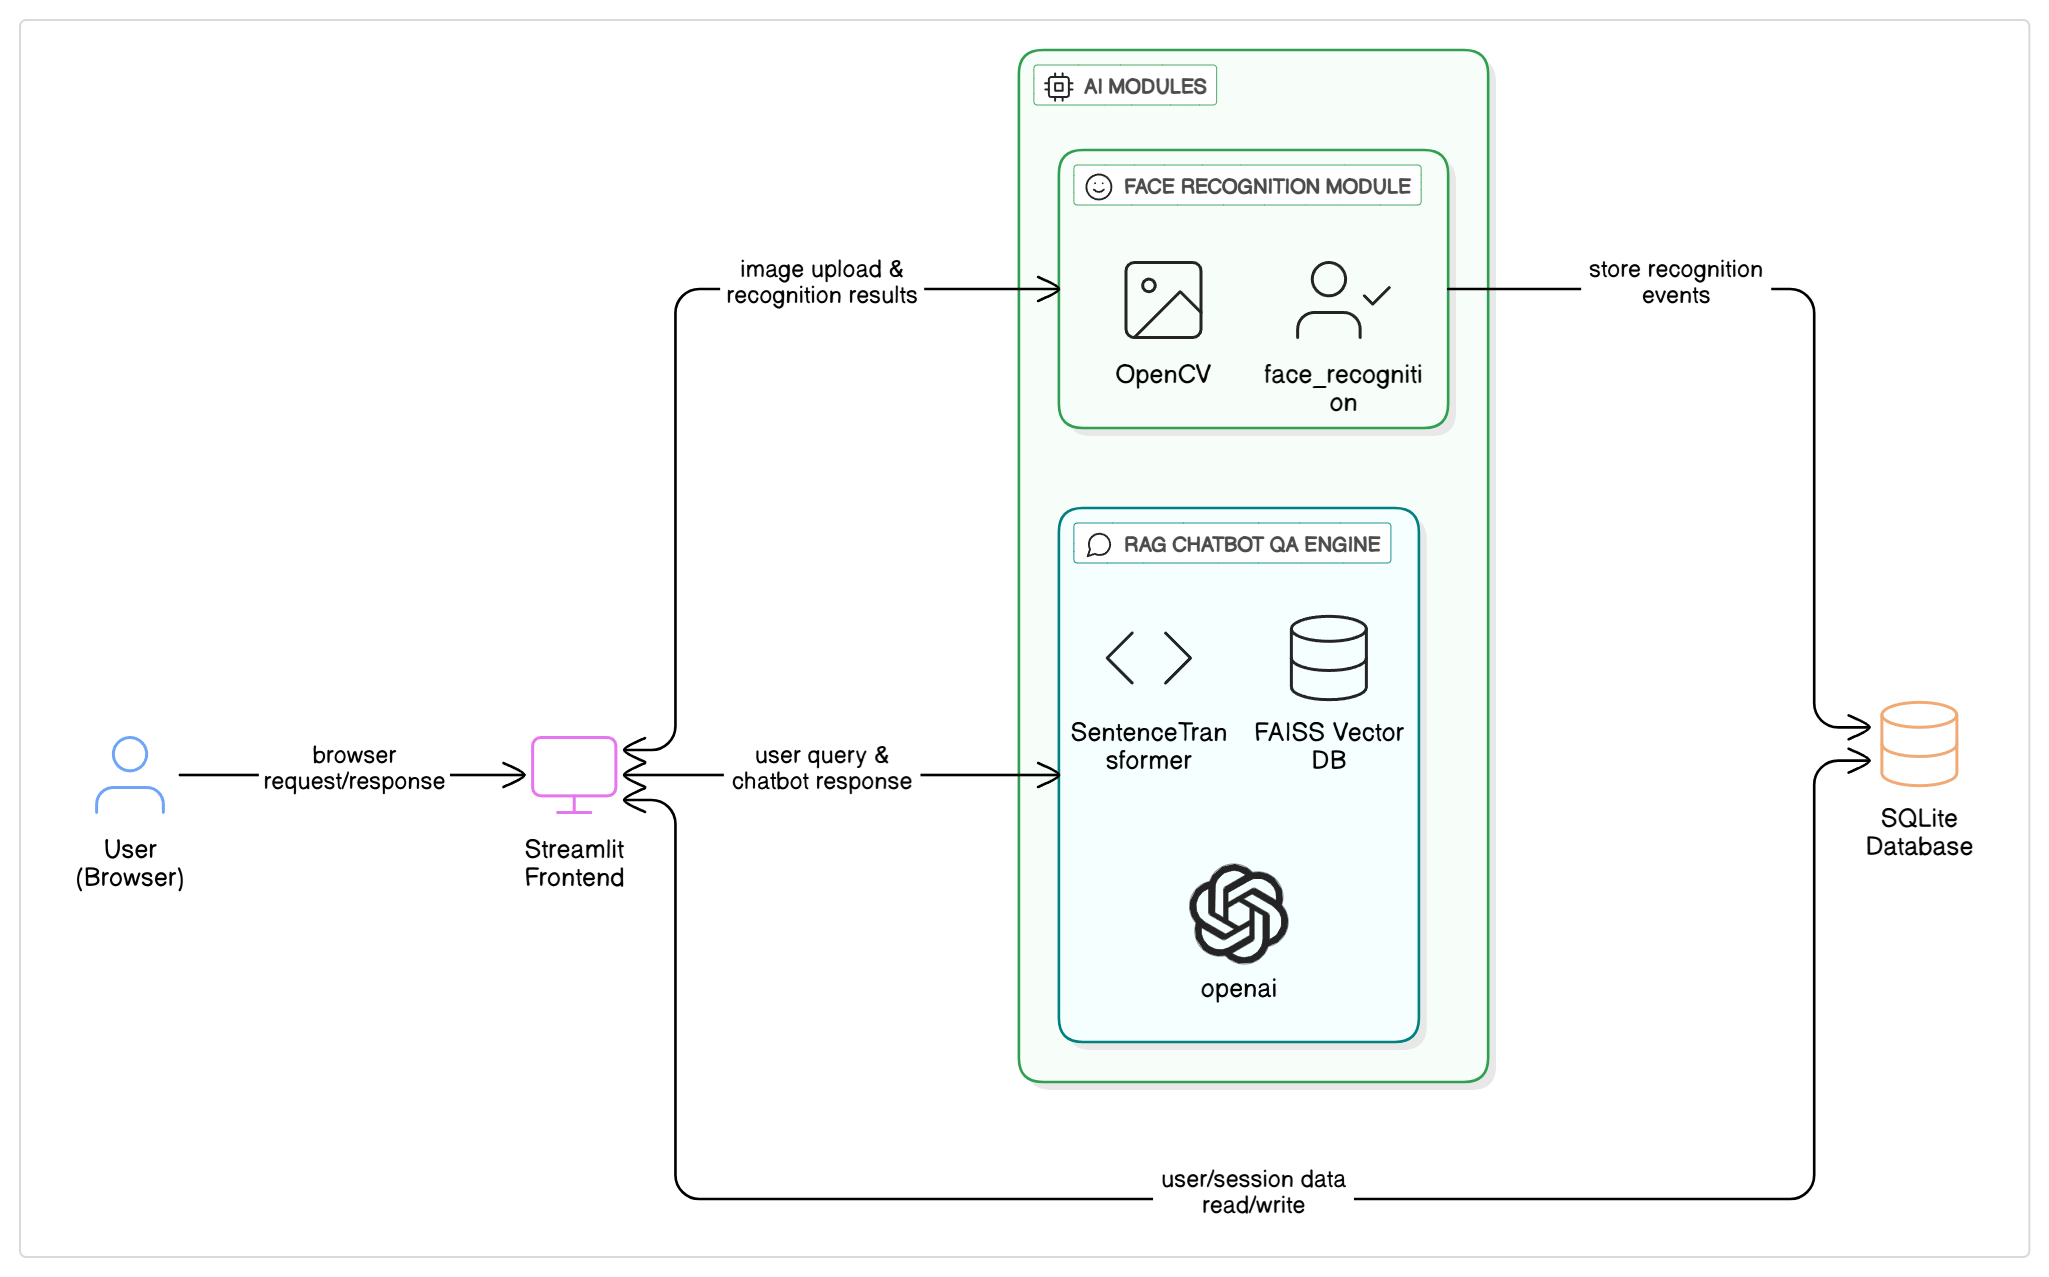 AI MODULES
FACE RECOGNITION MODULE
image upload &
recognition results
store recognition
events
OpenCV
face_recogniti
on
RAG CHATBOT QA ENGINE
SentenceTran
sformer
FAISS Vector
DB
browser
request/response
user query &
chatbot response
User
(Browser)
Streamlit
Frontend
SQLite
Database
openai
user/session data
read/write